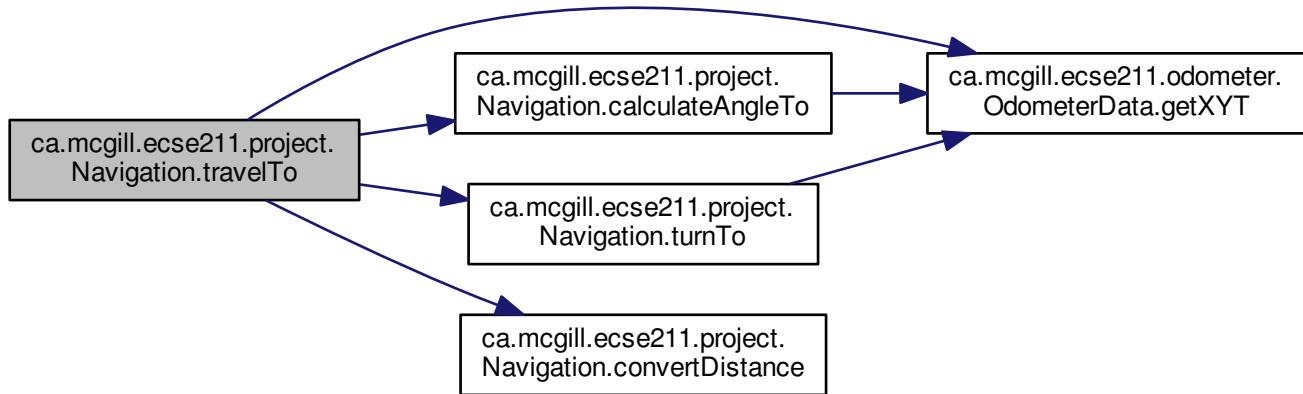 ca.mcgill.ecse211.project.
Navigation.travelTo
ca.mcgill.ecse211.project.
Navigation.calculateAngleTo
ca.mcgill.ecse211.project.
Navigation.turnTo
ca.mcgill.ecse211.project.
Navigation.convertDistance
ca.mcgill.ecse211.odometer.
OdometerData.getXYT